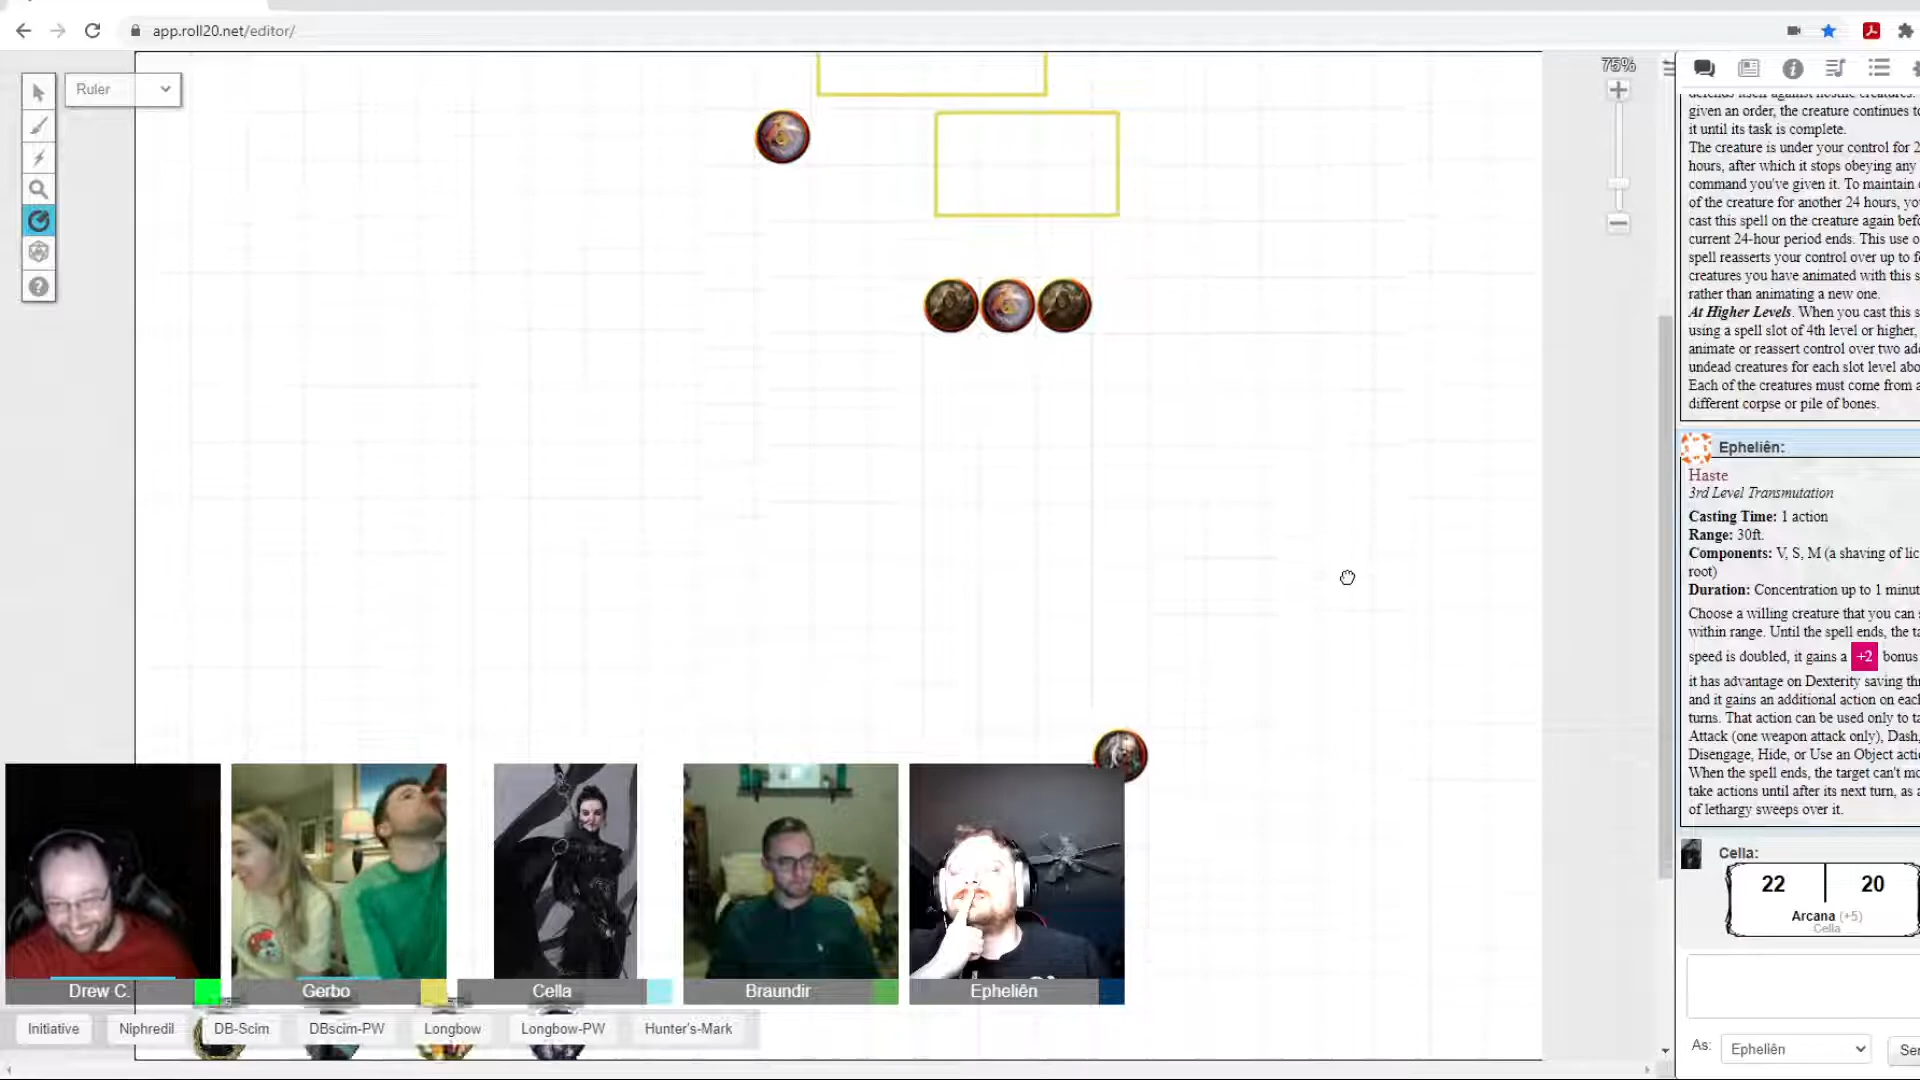 app.roll20.net/editor/
Ruler
75%
given an order, the creature continues to
it until its task is complete.
The creature is under your control for 2
hours, after which it stops obeying any
command you've given it. To maintain
of the creature for another 24 hours, yo
cast this spell on the creature again befo
current 24-hour period ends. This use o
spell reasserts your control over up to f
creatures you have animated with this s
rather than animating a new one.
At Higher Levels. When you cast this s
using a spell slot of 4th level or higher,
animate or reassert control over two ad
undead creatures for each slot level abo
Each of the creatures must come from a
different corpse or pile of bones.
Epheliên:
Haste
3rd Level Transmutation
Casting Time: 1 action
Range: 30ft.
Components: V, S, M (a shaving of lic
root)
Duration: Concentration up to 1 minut
Choose a willing creature that you can s
within range. Until the spell ends, the ta
speed is doubled, it gains a +2 bonus
it has advantage on Dexterity saving thr
and it gains an additional action on each
turns. That action can be used only to ta
Attack (one weapon attack only), Dash,
Disengage, Hide, or Use an Object acti
When the spell ends, the target can't mo
take actions until after its next turn, as a
of lethargy sweeps over it.
Cella:
22 20
Arcana (+5)
Cella
Drew C. Gerbo Cella Braundir Epheliên
Initiative Niphredil DB-Scim DBscim-PW Longbow Longbow-PW Hunter's-Mark
As: Epheliên Sen